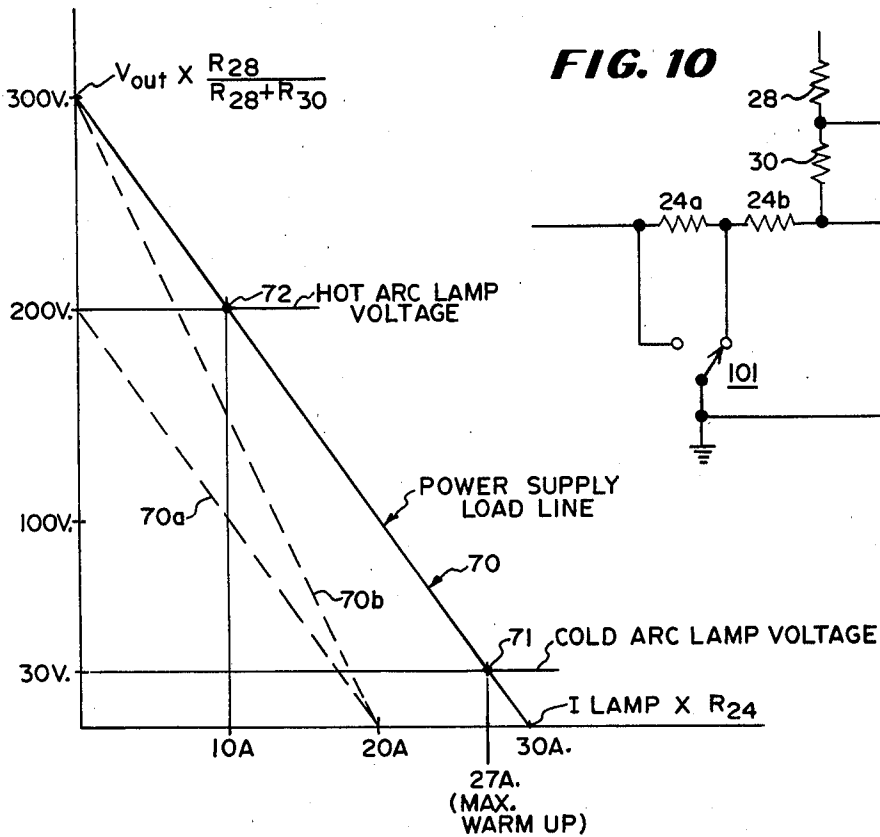 V out X R28
R28+R30
FIG. 10
300V.
28
30
24a
24b
72
HOT ARC LAMP
VOLTAGE
200V.
101
POWER SUPPLY
LOAD LINE
100V.
70a
70
70b
71
COLD ARC LAMP VOLTAGE
30V.
I LAMP X R24
10A
20A
30A.
27A.
(MAX.
WARM UP)